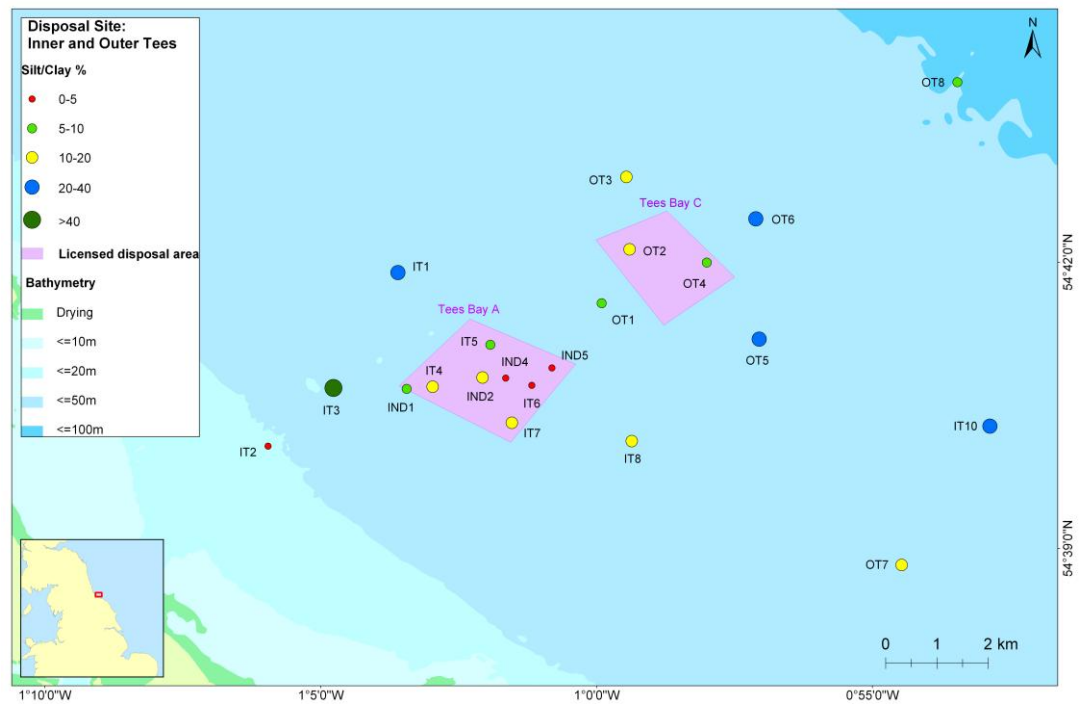 Disposal Site:
Inner and Outer Tees
Silt/Clay %
0-5
5-10
10-20
20-40
>40
Licensed disposal area
Bathymetry
Drying
<=10m
<=20m
<=50m
<=100m
N
OT8
OT3
Tees Bay C
OT6
OT2
OT4
IT1
OT1
Tees Bay A
IT5
IND4
IND5
OT5
IT4
IND2
IT6
IND1
IT3
IT7
IT2
IT8
IT10
OT7
54°42'0"N
54°39'0"N
0 1 2 km
1°10'0"W
1°5'0"W
1°0'0"W
0°55'0"W